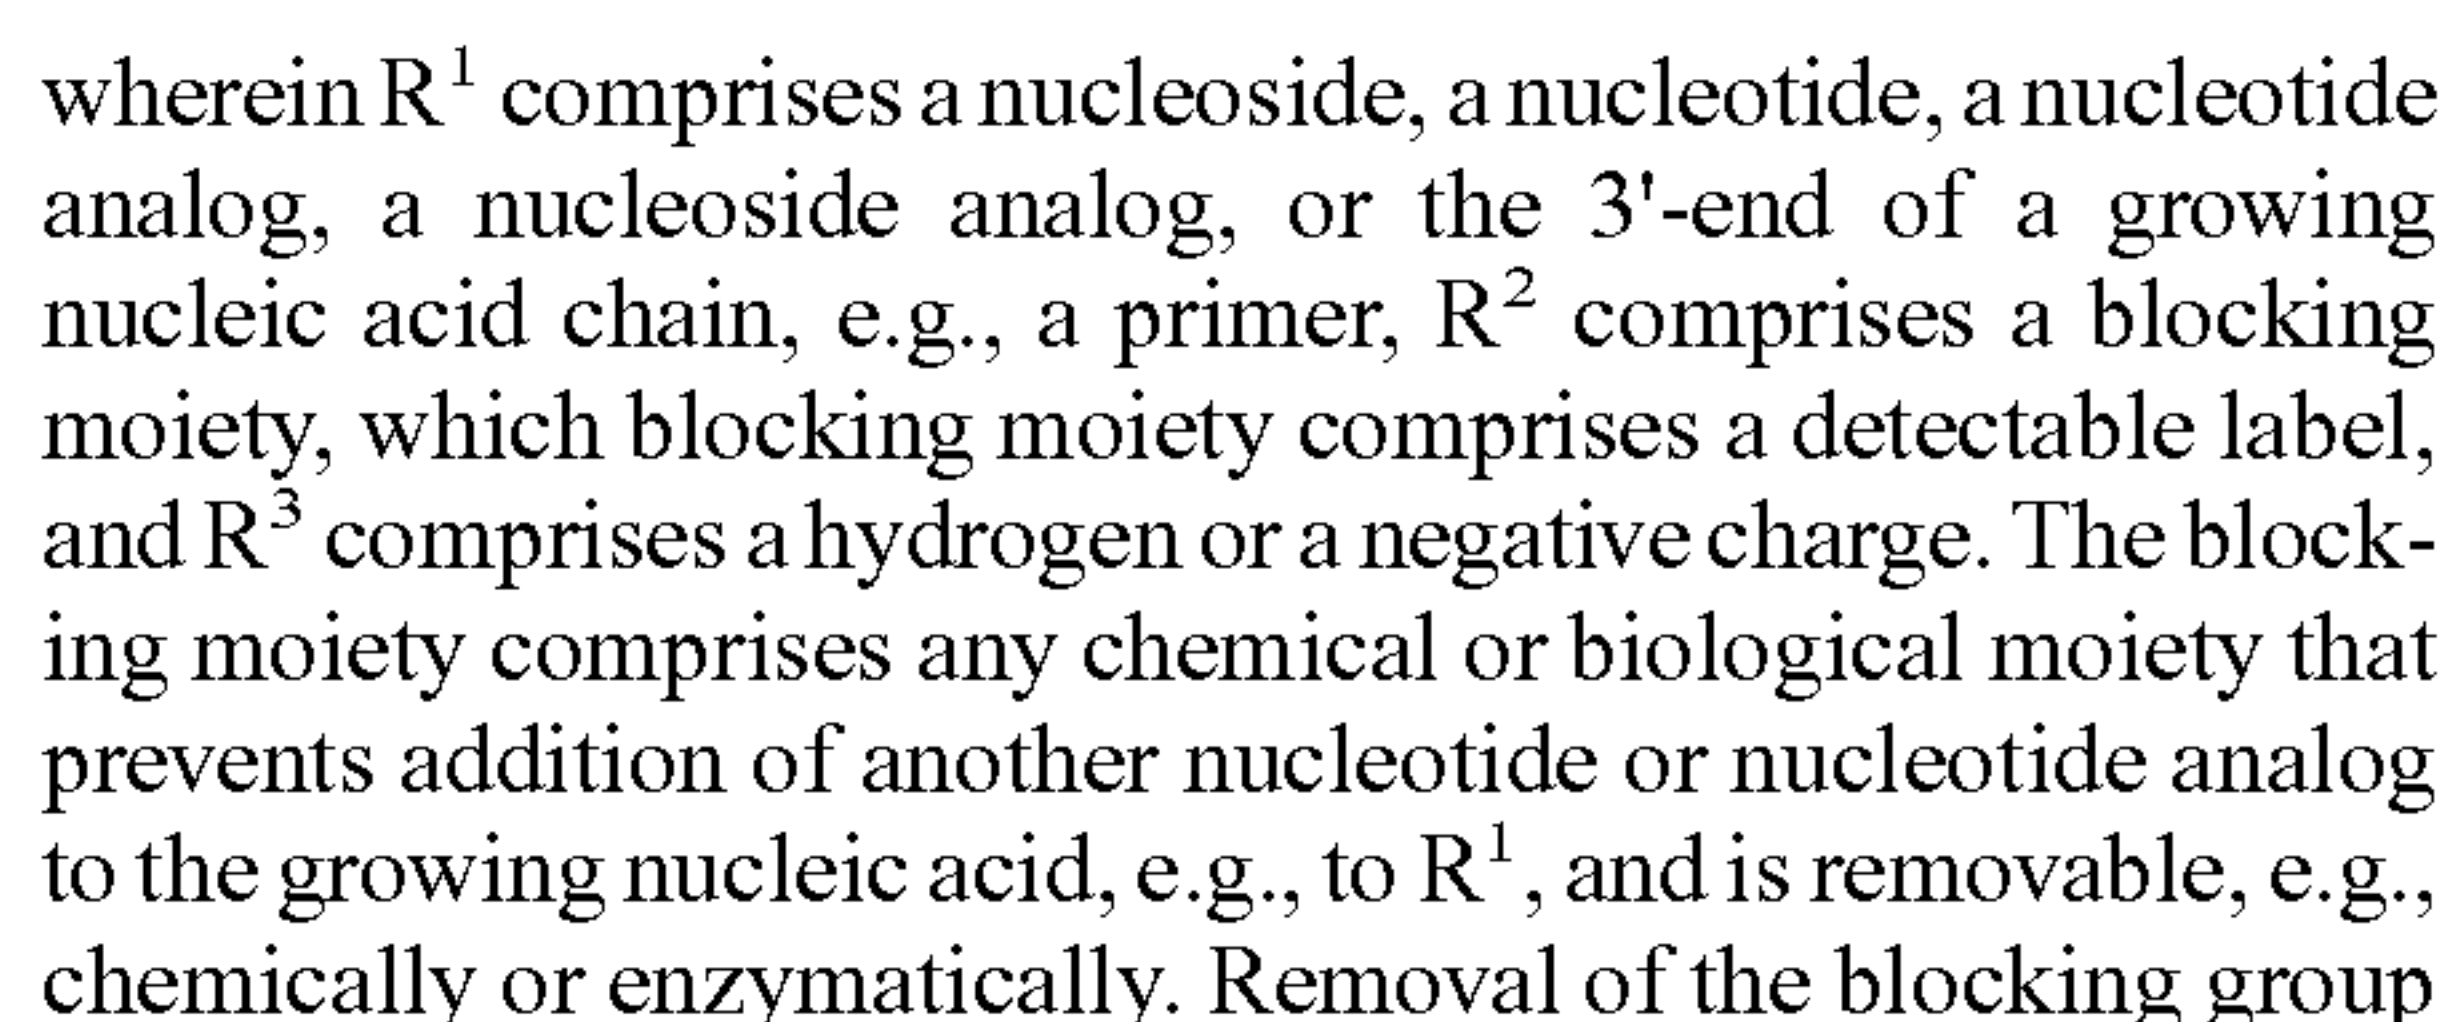 wherein R¹ comprises a nucleoside, a nucleotide, a nucleotide
analog, a nucleoside analog, or the 3'-end of a growing
nucleic acid chain, e.g., a primer, R² comprises a blocking
moiety, which blocking moiety comprises a detectable label,
and R³ comprises a hydrogen or a negative charge. The block-
ing moiety comprises any chemical or biological moiety that
prevents addition of another nucleotide or nucleotide analog
to the growing nucleic acid, e.g., to R¹, and is removable, e.g.,
chemically or enzymatically. Removal of the blocking group